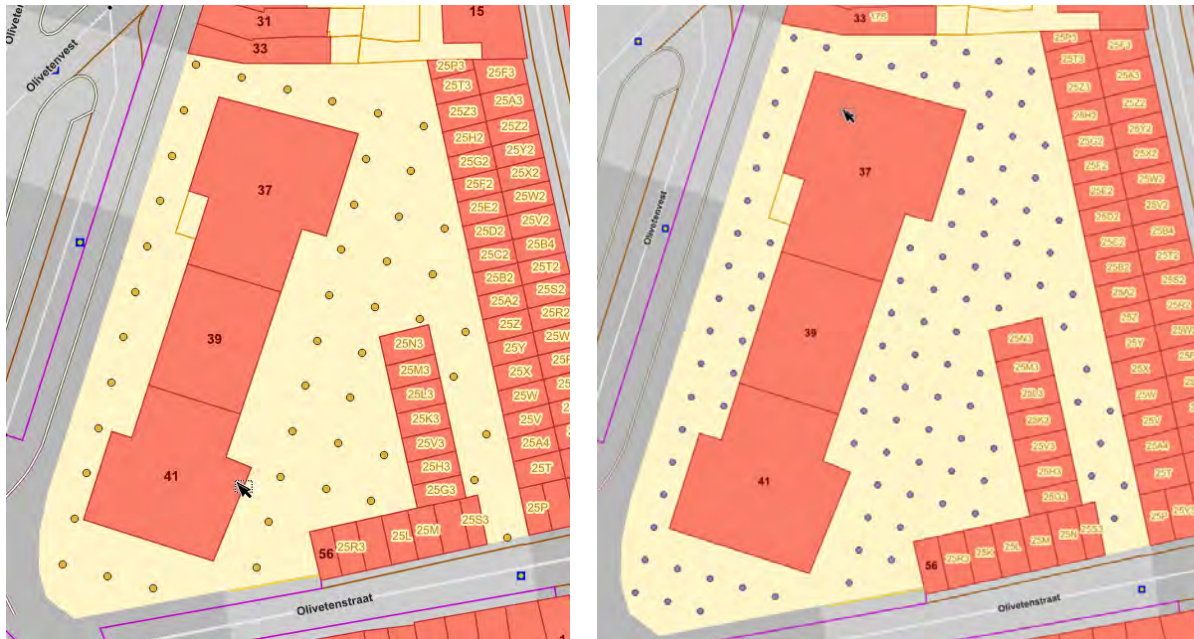 Oliveten
31
33
15
Olivetenvest
25P3
25F3
25T3
25A3
25Z3
25Z2
25H2
25Y2
25G2
25X2
25F2
25W2
25E2
25V2
25D2
25B4
25C2
25T2
25B2
25S2
25A2
25R2
25Z
25W
25Y
25X
25W
25V
25A4
25T
25P
37
39
41
25N3
25M3
25L3
25K3
25V3
25H3
25G3
25S3
56
25R3
25L
25M
Olivetenstraat
33
17S
25P3
25F3
25T3
25A3
25Z3
25Z2
25H2
25Y2
25G2
25X2
25F2
25W2
25E2
25V2
25D2
25B4
25C2
25T2
25B2
25S2
25A2
25R2
25Z
25W
25Y
25X
25W
25V
25A4
25T
25P
Olivetenvest
37
39
41
25N3
25M3
25L3
25K3
25V3
25H3
25G3
25S3
56
25R3
25K
25L
25M
25N
Olivetenstraat